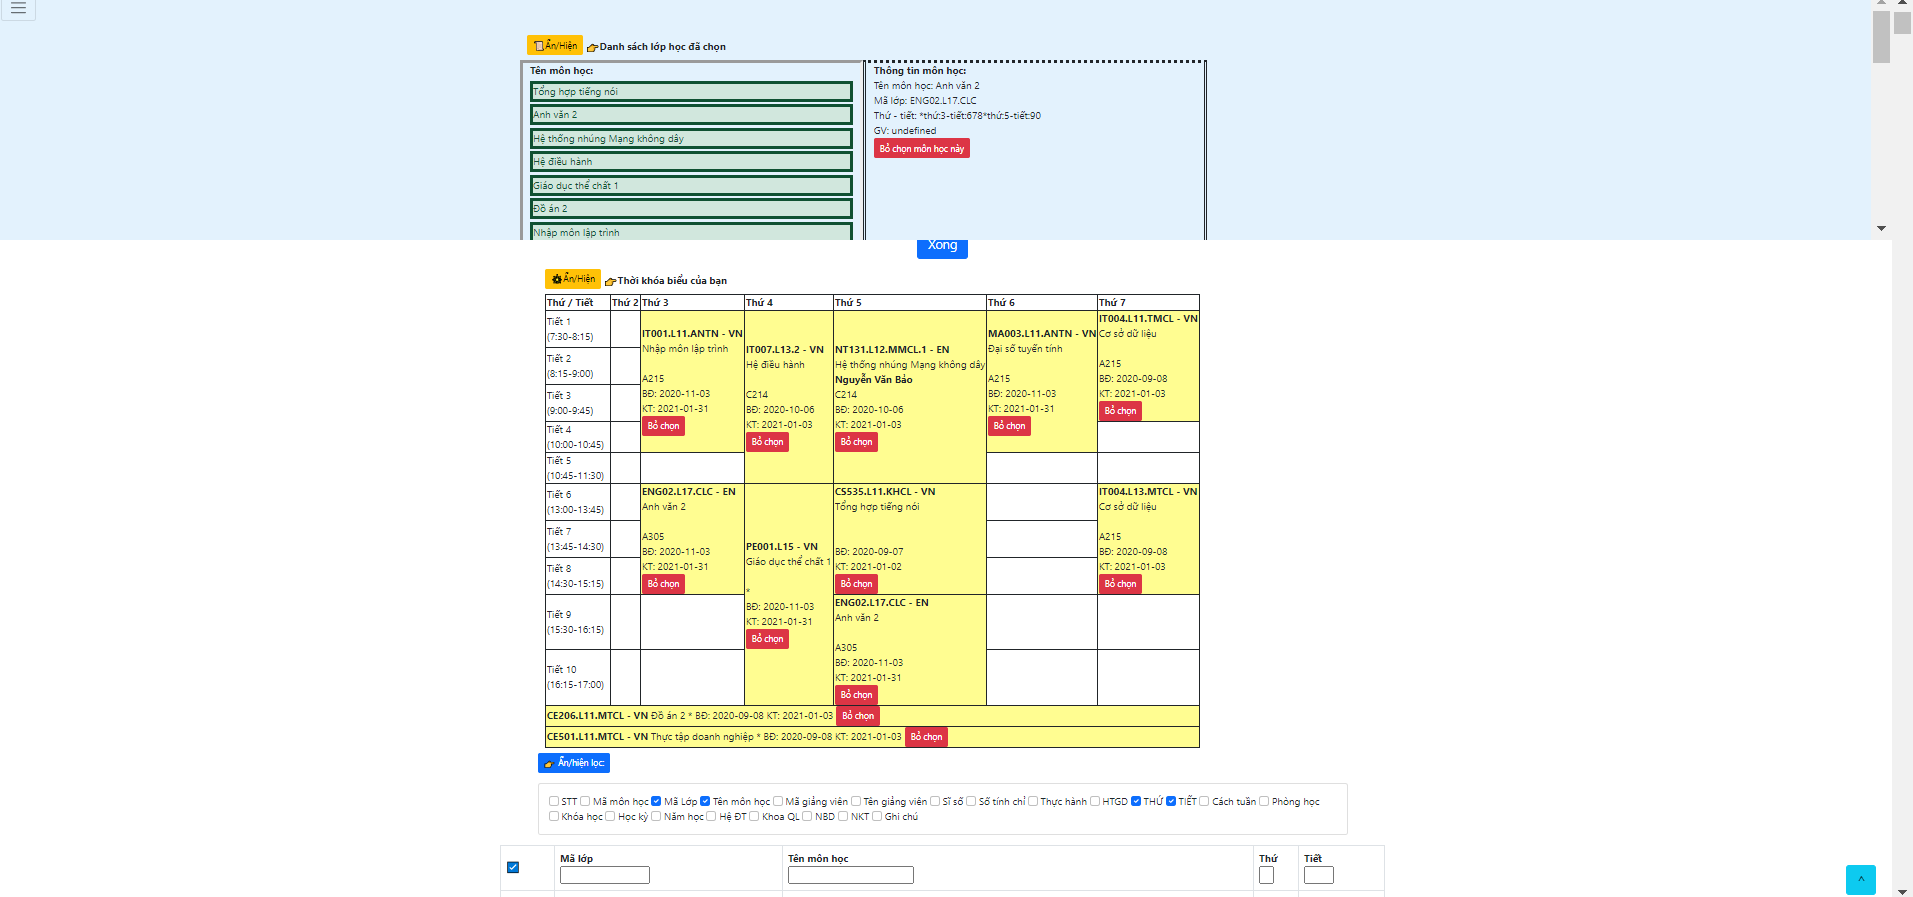 Ẩn/Hiện 👉Danh sách lớp học đã chọn
Tên môn học:
Tổng hợp tiếng nói
Anh văn 2
Hệ thống nhúng Mạng không dây
Hệ điều hành
Giáo dục thể chất 1
Đồ án 2
Nhập môn lập trình
Thông tin môn học:
Tên môn học: Anh văn 2
Mã lớp: ENG02.L17.CLC
Thứ - tiết: *thứ:3-tiết:678*thứ:5-tiết:90
GV: undefined
Bỏ chọn môn học này
Xong
Ẩn/Hiện 👉Thời khóa biểu của bạn
Thứ / Tiết Thứ 2 Thứ 3 Thứ 4 Thứ 5 Thứ 6 Thứ 7
Tiết 1
(7:30-8:15)
Tiết 2
(8:15-9:00)
Tiết 3
(9:00-9:45)
Tiết 4
(10:00-10:45)
Tiết 5
(10:45-11:30)
IT001.L11.ANTN - VN
Nhập môn lập trình
A215
BĐ: 2020-11-03
KT: 2021-01-31
Bỏ chọn
IT007.L13.2 - VN
Hệ điều hành
C214
BĐ: 2020-10-06
KT: 2021-01-03
Bỏ chọn
NT131.L12.MMCL.1 - EN
Hệ thống nhúng Mạng không dây
Nguyễn Văn Bảo
C214
BĐ: 2020-10-06
KT: 2021-01-03
Bỏ chọn
MA003.L11.ANTN - VN
Đại số tuyến tính
A215
BĐ: 2020-11-03
KT: 2021-01-31
Bỏ chọn
IT004.L11.TMCL - VN
Cơ sở dữ liệu
A215
BĐ: 2020-09-08
KT: 2021-01-03
Bỏ chọn
Tiết 6
(13:00-13:45)
Tiết 7
(13:45-14:30)
Tiết 8
(14:30-15:15)
Tiết 9
(15:30-16:15)
Tiết 10
(16:15-17:00)
ENG02.L17.CLC - EN
Anh văn 2
A305
BĐ: 2020-11-03
KT: 2021-01-31
Bỏ chọn
PE001.L15 - VN
Giáo dục thể chất 1
*
BĐ: 2020-11-03
KT: 2021-01-31
Bỏ chọn
CS535.L11.KHCL - VN
Tổng hợp tiếng nói
BĐ: 2020-09-07
KT: 2021-01-02
Bỏ chọn
ENG02.L17.CLC - EN
Anh văn 2
A305
BĐ: 2020-11-03
KT: 2021-01-31
Bỏ chọn
IT004.L13.MTCL - VN
Cơ sở dữ liệu
A215
BĐ: 2020-09-08
KT: 2021-01-03
Bỏ chọn
CE206.L11.MTCL - VN Đồ án 2 * BĐ: 2020-09-08 KT: 2021-01-03 Bỏ chọn
CE501.L11.MTCL - VN Thực tập doanh nghiệp * BĐ: 2020-09-08 KT: 2021-01-03 Bỏ chọn
👉 Ẩn/hiện lọc
STT Mã môn học Mã Lớp Tên môn học Mã giảng viên Tên giảng viên Sĩ số Số tính chỉ Thực hành HTGD THỨ TIẾT Cách tuần Phòng học
Khóa học Học kỳ Năm học Hệ ĐT Khoa QL NBD NKT Ghi chú
Mã lớp Tên môn học Thứ Tiết
^